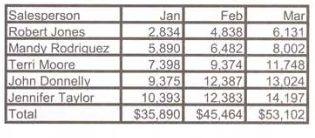 Salesperson Jan Feb Mar
Robert Jones 2,834 4,838 6,131
Mandy Rodriguez 5,890 6,482 8,002
Terri Moore 7,398 9,374 11,748
John Donnelly 9,375 12,387 13,024
Jennifer Taylor 10,393 12,383 14,197
Total $35,890 $45,464 $53,102